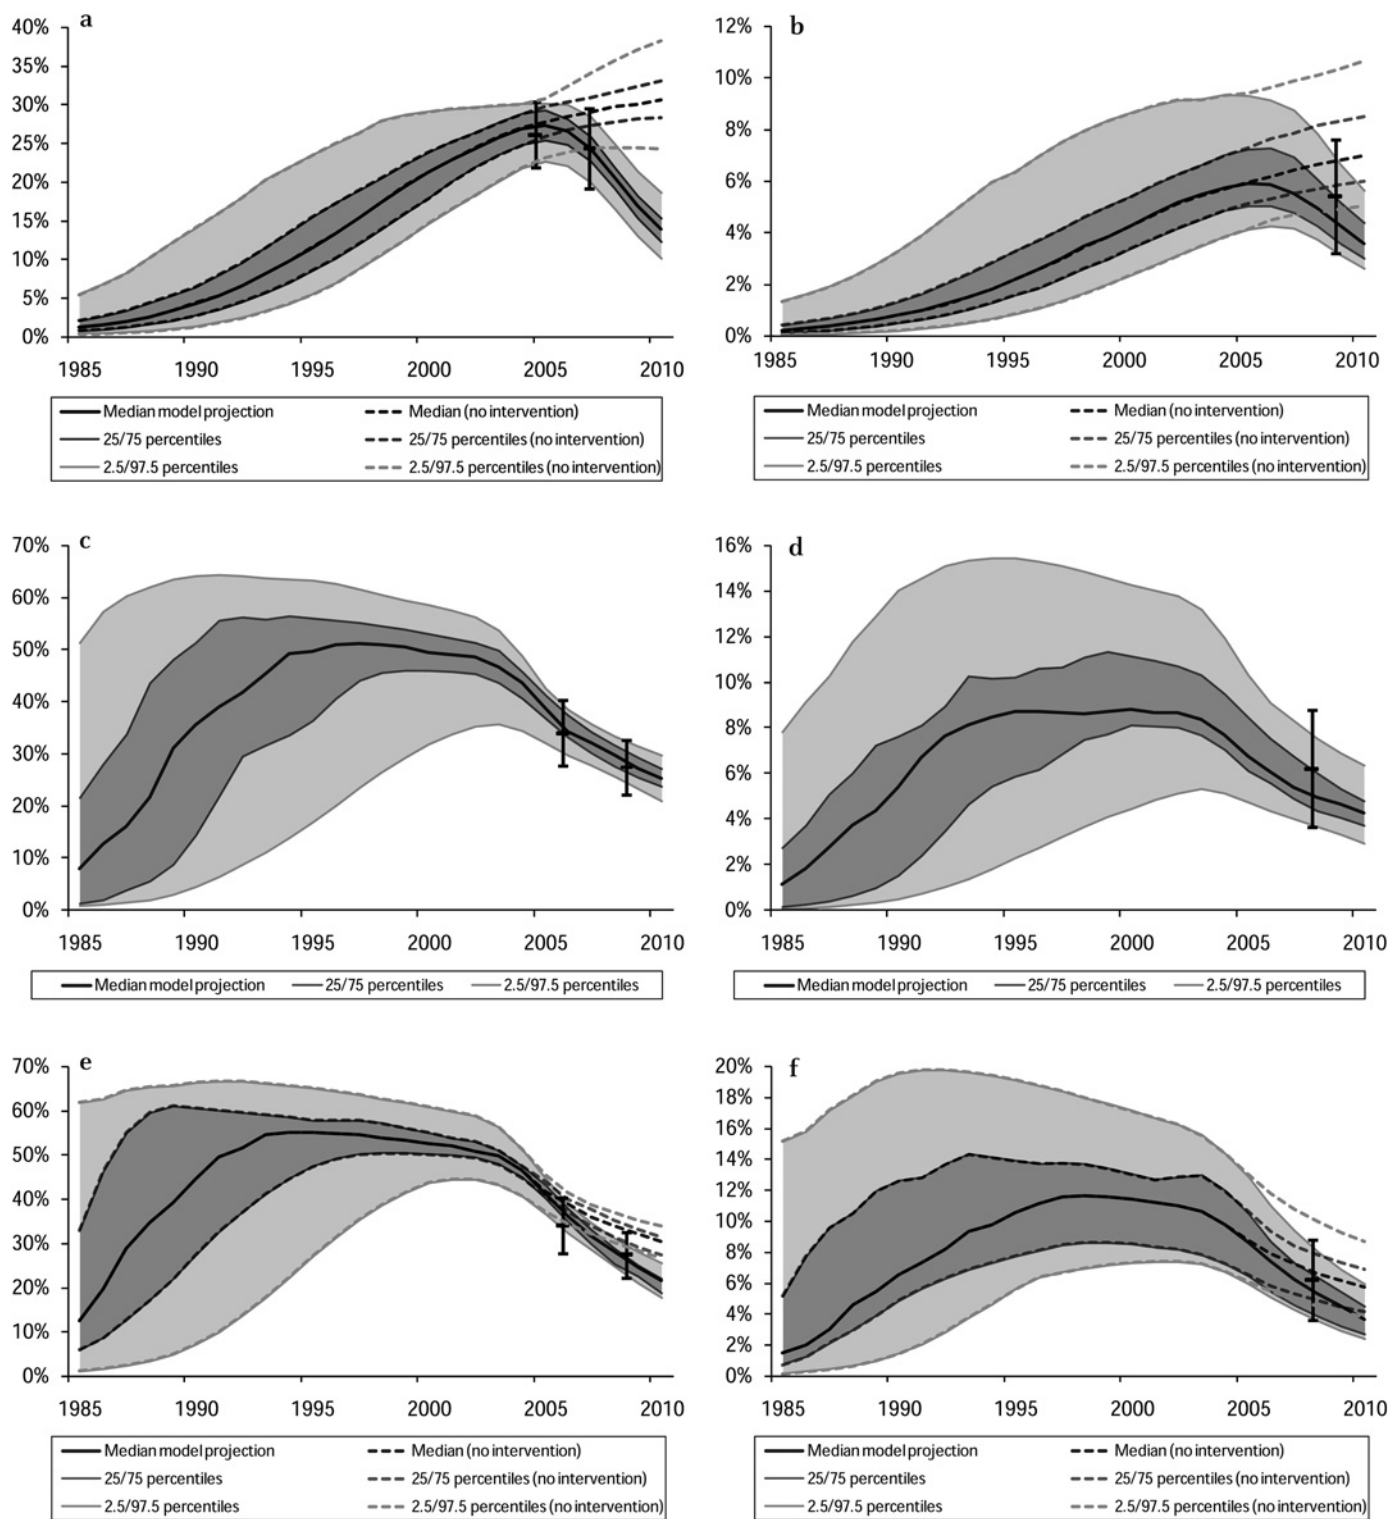 a
40%
35%
30%
25%
20%
15%
10%
5%
0%
1985 1990 1995 2000 2005 2010
Median model projection Median (no intervention)
25/75 percentiles 25/75 percentiles (no intervention)
2.5/97.5 percentiles 2.5/97.5 percentiles (no intervention)
b
12%
10%
8%
6%
4%
2%
0%
1985 1990 1995 2000 2005 2010
Median model projection Median (no intervention)
25/75 percentiles 25/75 percentiles (no intervention)
2.5/97.5 percentiles 2.5/97.5 percentiles (no intervention)
c
70%
60%
50%
40%
30%
20%
10%
0%
1985 1990 1995 2000 2005 2010
Median model projection 25/75 percentiles 2.5/97.5 percentiles
d
16%
14%
12%
10%
8%
6%
4%
2%
0%
1985 1990 1995 2000 2005 2010
Median model projection 25/75 percentiles 2.5/97.5 percentiles
e
70%
60%
50%
40%
30%
20%
10%
0%
1985 1990 1995 2000 2005 2010
Median model projection Median (no intervention)
25/75 percentiles 25/75 percentiles (no intervention)
2.5/97.5 percentiles 2.5/97.5 percentiles (no intervention)
f
20%
18%
16%
14%
12%
10%
8%
6%
4%
2%
0%
1985 1990 1995 2000 2005 2010
Median model projection Median (no intervention)
25/75 percentiles 25/75 percentiles (no intervention)
2.5/97.5 percentiles 2.5/97.5 percentiles (no intervention)